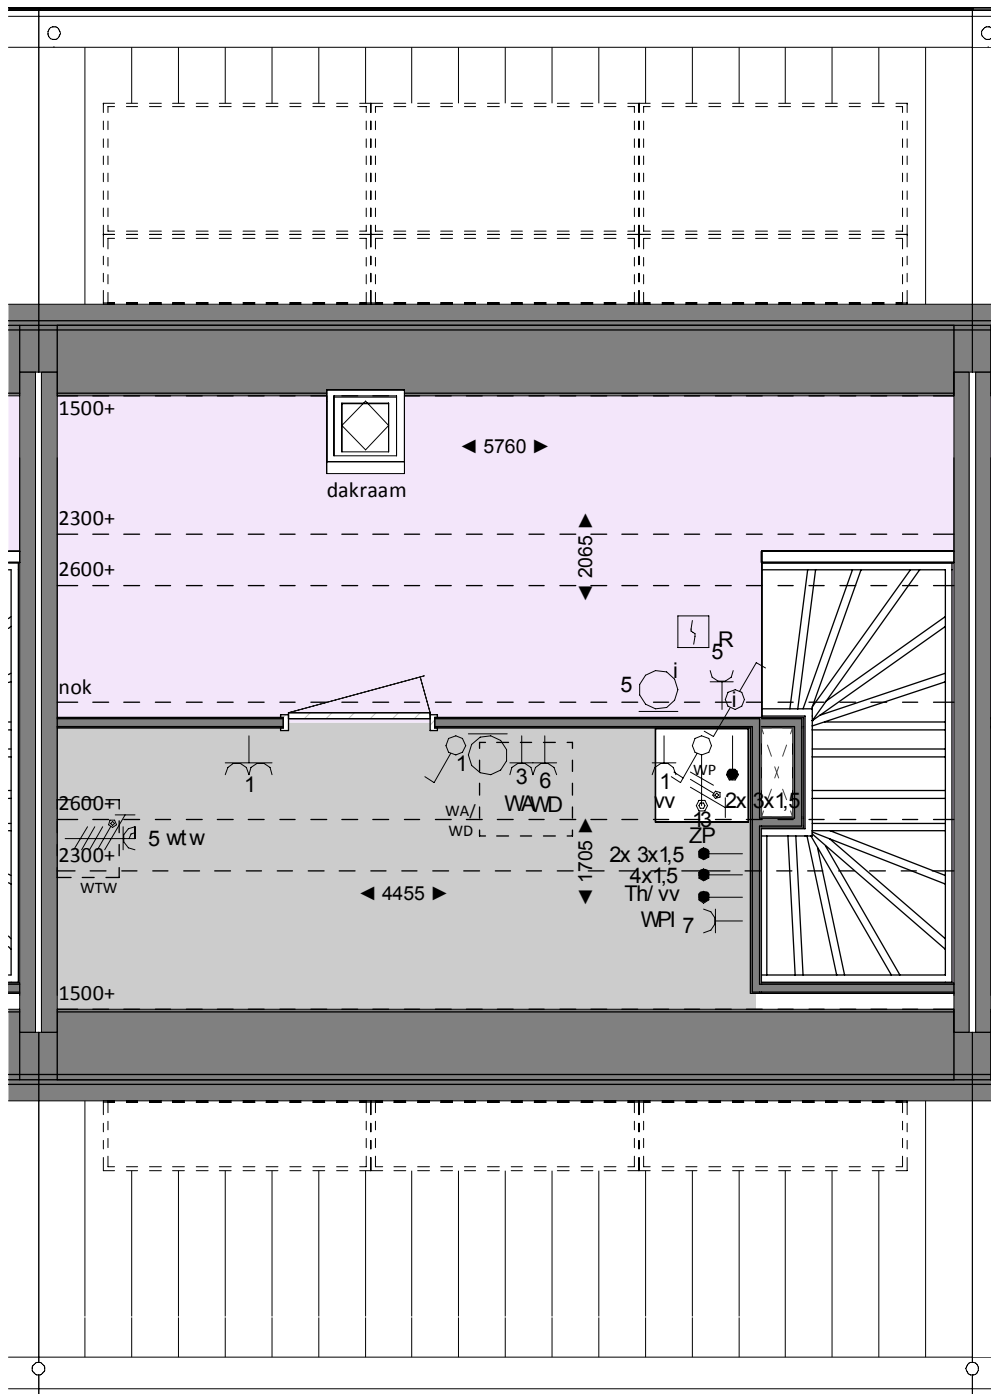 1500+
5760
dakraam
2300+
2065
2600+
R
5
i
5
i
nok
1
1
3
6
1
WP
WA
WD
vv
2x 3x1,5
2600+
WA/
WD
13
ZP
5 wtw
2300+
1705
2x 3x1,5
4x1,5
WTW
4455
Th/ vv
WPI
7
1500+